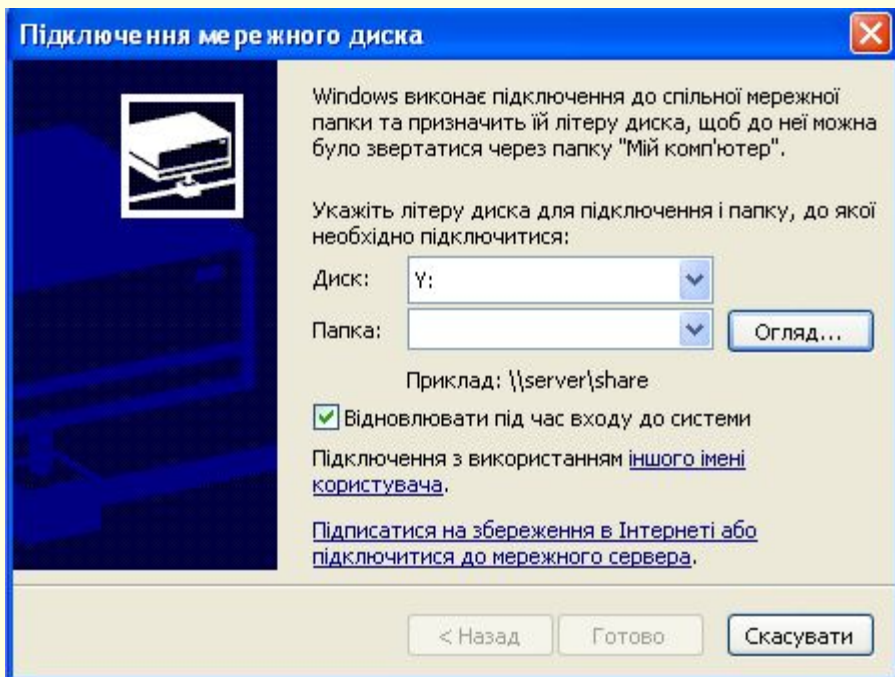 Підключення мережного диска
Windows виконає підключення до спільної мережної
папки та призначить їй літеру диска, щоб до неї можна
було звертатися через папку "Мій комп'ютер".
Укажіть літеру диска для підключення і папку, до якої
необхідно підключитися:
Диск: Y:
Папка: Огляд...
Приклад: \\server\share
Відновлювати під час входу до системи
Підключення з використанням іншого імені
користувача.
Підписатися на збереження в Інтернеті або
підключитися до мережного сервера.
< Назад Готово Скасувати